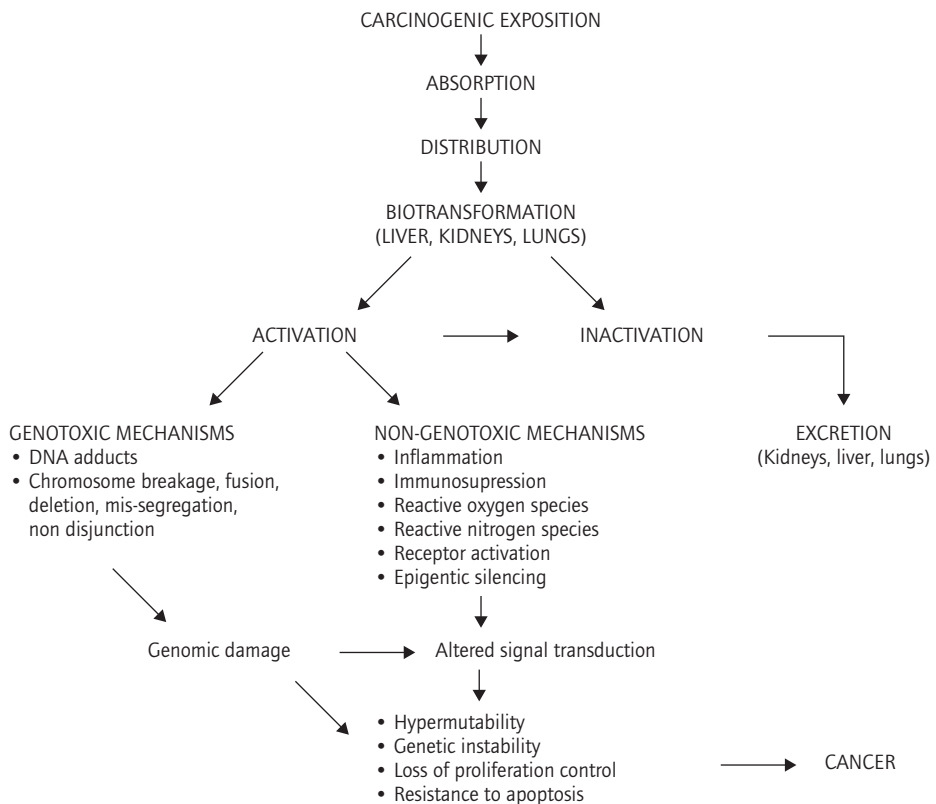 CARCINOGENIC EXPOSITION
ABSORPTION
DISTRIBUTION
BIOTRANSFORMATION
(LIVER, KIDNEYS, LUNGS)
ACTIVATION
INACTIVATION
GENOTOXIC MECHANISMS
• DNA adducts
• Chromosome breakage, fusion,
deletion, mis-segregation,
non disjunction
NON-GENOTOXIC MECHANISMS
• Inflammation
• Immunosupression
• Reactive oxygen species
• Reactive nitrogen species
• Receptor activation
• Epigentic silencing
EXCRETION
(Kidneys, liver, lungs)
Genomic damage
Altered signal transduction
• Hypermutability
• Genetic instability
• Loss of proliferation control
• Resistance to apoptosis
CANCER